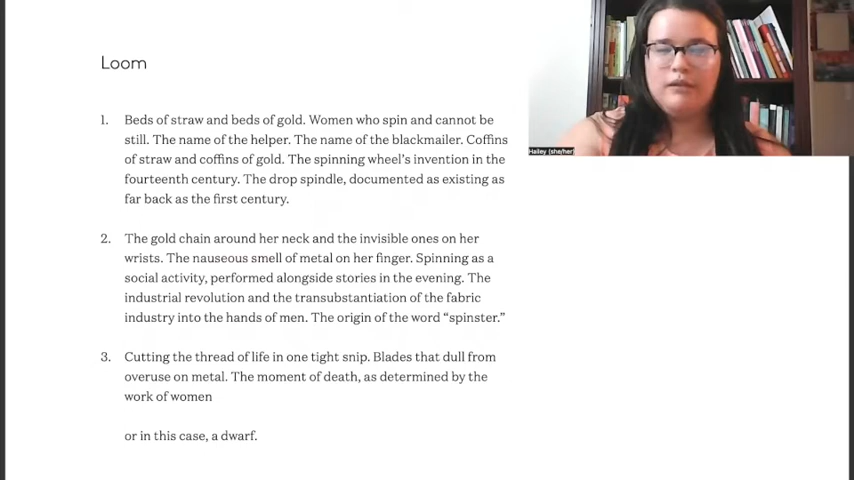 Loom
1. Beds of straw and beds of gold. Women who spin and cannot be
still. The name of the helper. The name of the blackmailer. Coffins
of straw and coffins of gold. The spinning wheel's invention in the
fourteenth century. The drop spindle, documented as existing as
far back as the first century.
2. The gold chain around her neck and the invisible ones on her
wrists. The nauseous smell of metal on her finger. Spinning as a
social activity, performed alongside stories in the evening. The
industrial revolution and the transubstantiation of the fabric
industry into the hands of men. The origin of the word “spinster.”
3. Cutting the thread of life in one tight snip. Blades that dull from
overuse on metal. The moment of death, as determined by the
work of women
or in this case, a dwarf.
Hailey (she/her)